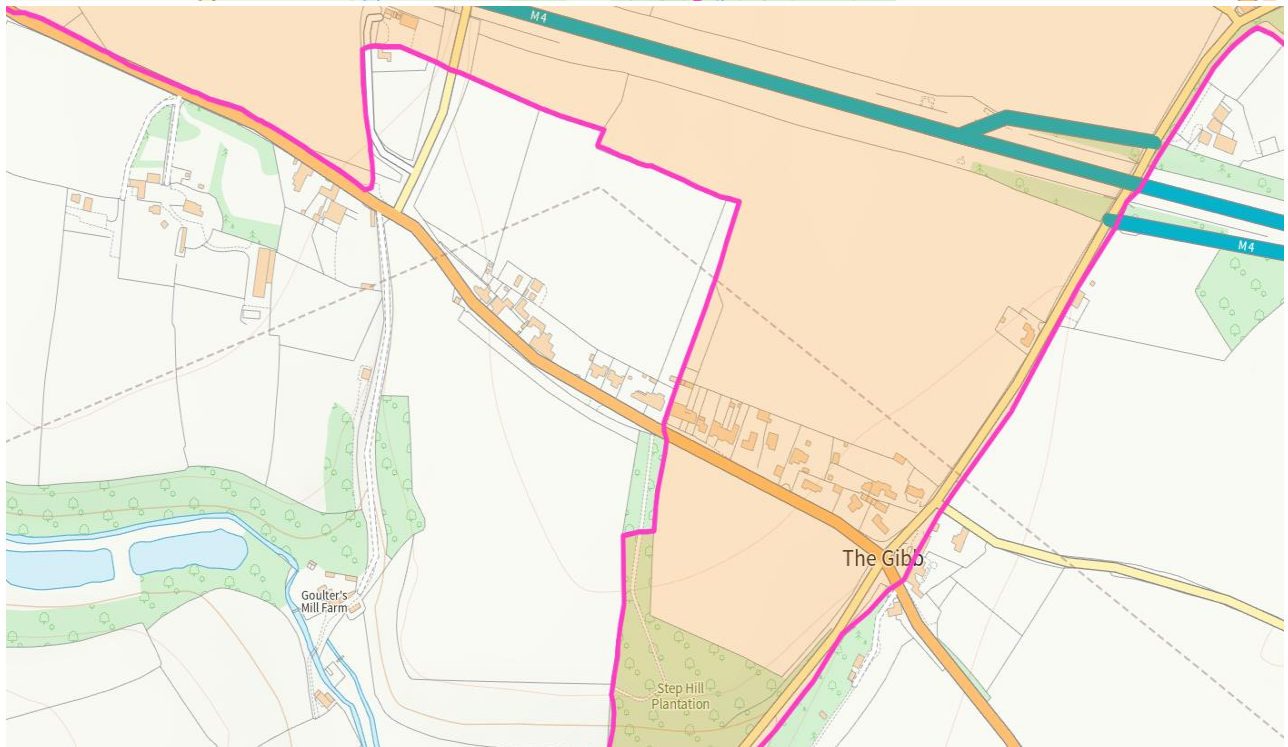 M4
M4
The Gibb
Goulter's
Mill Farm
Step Hill
Plantation